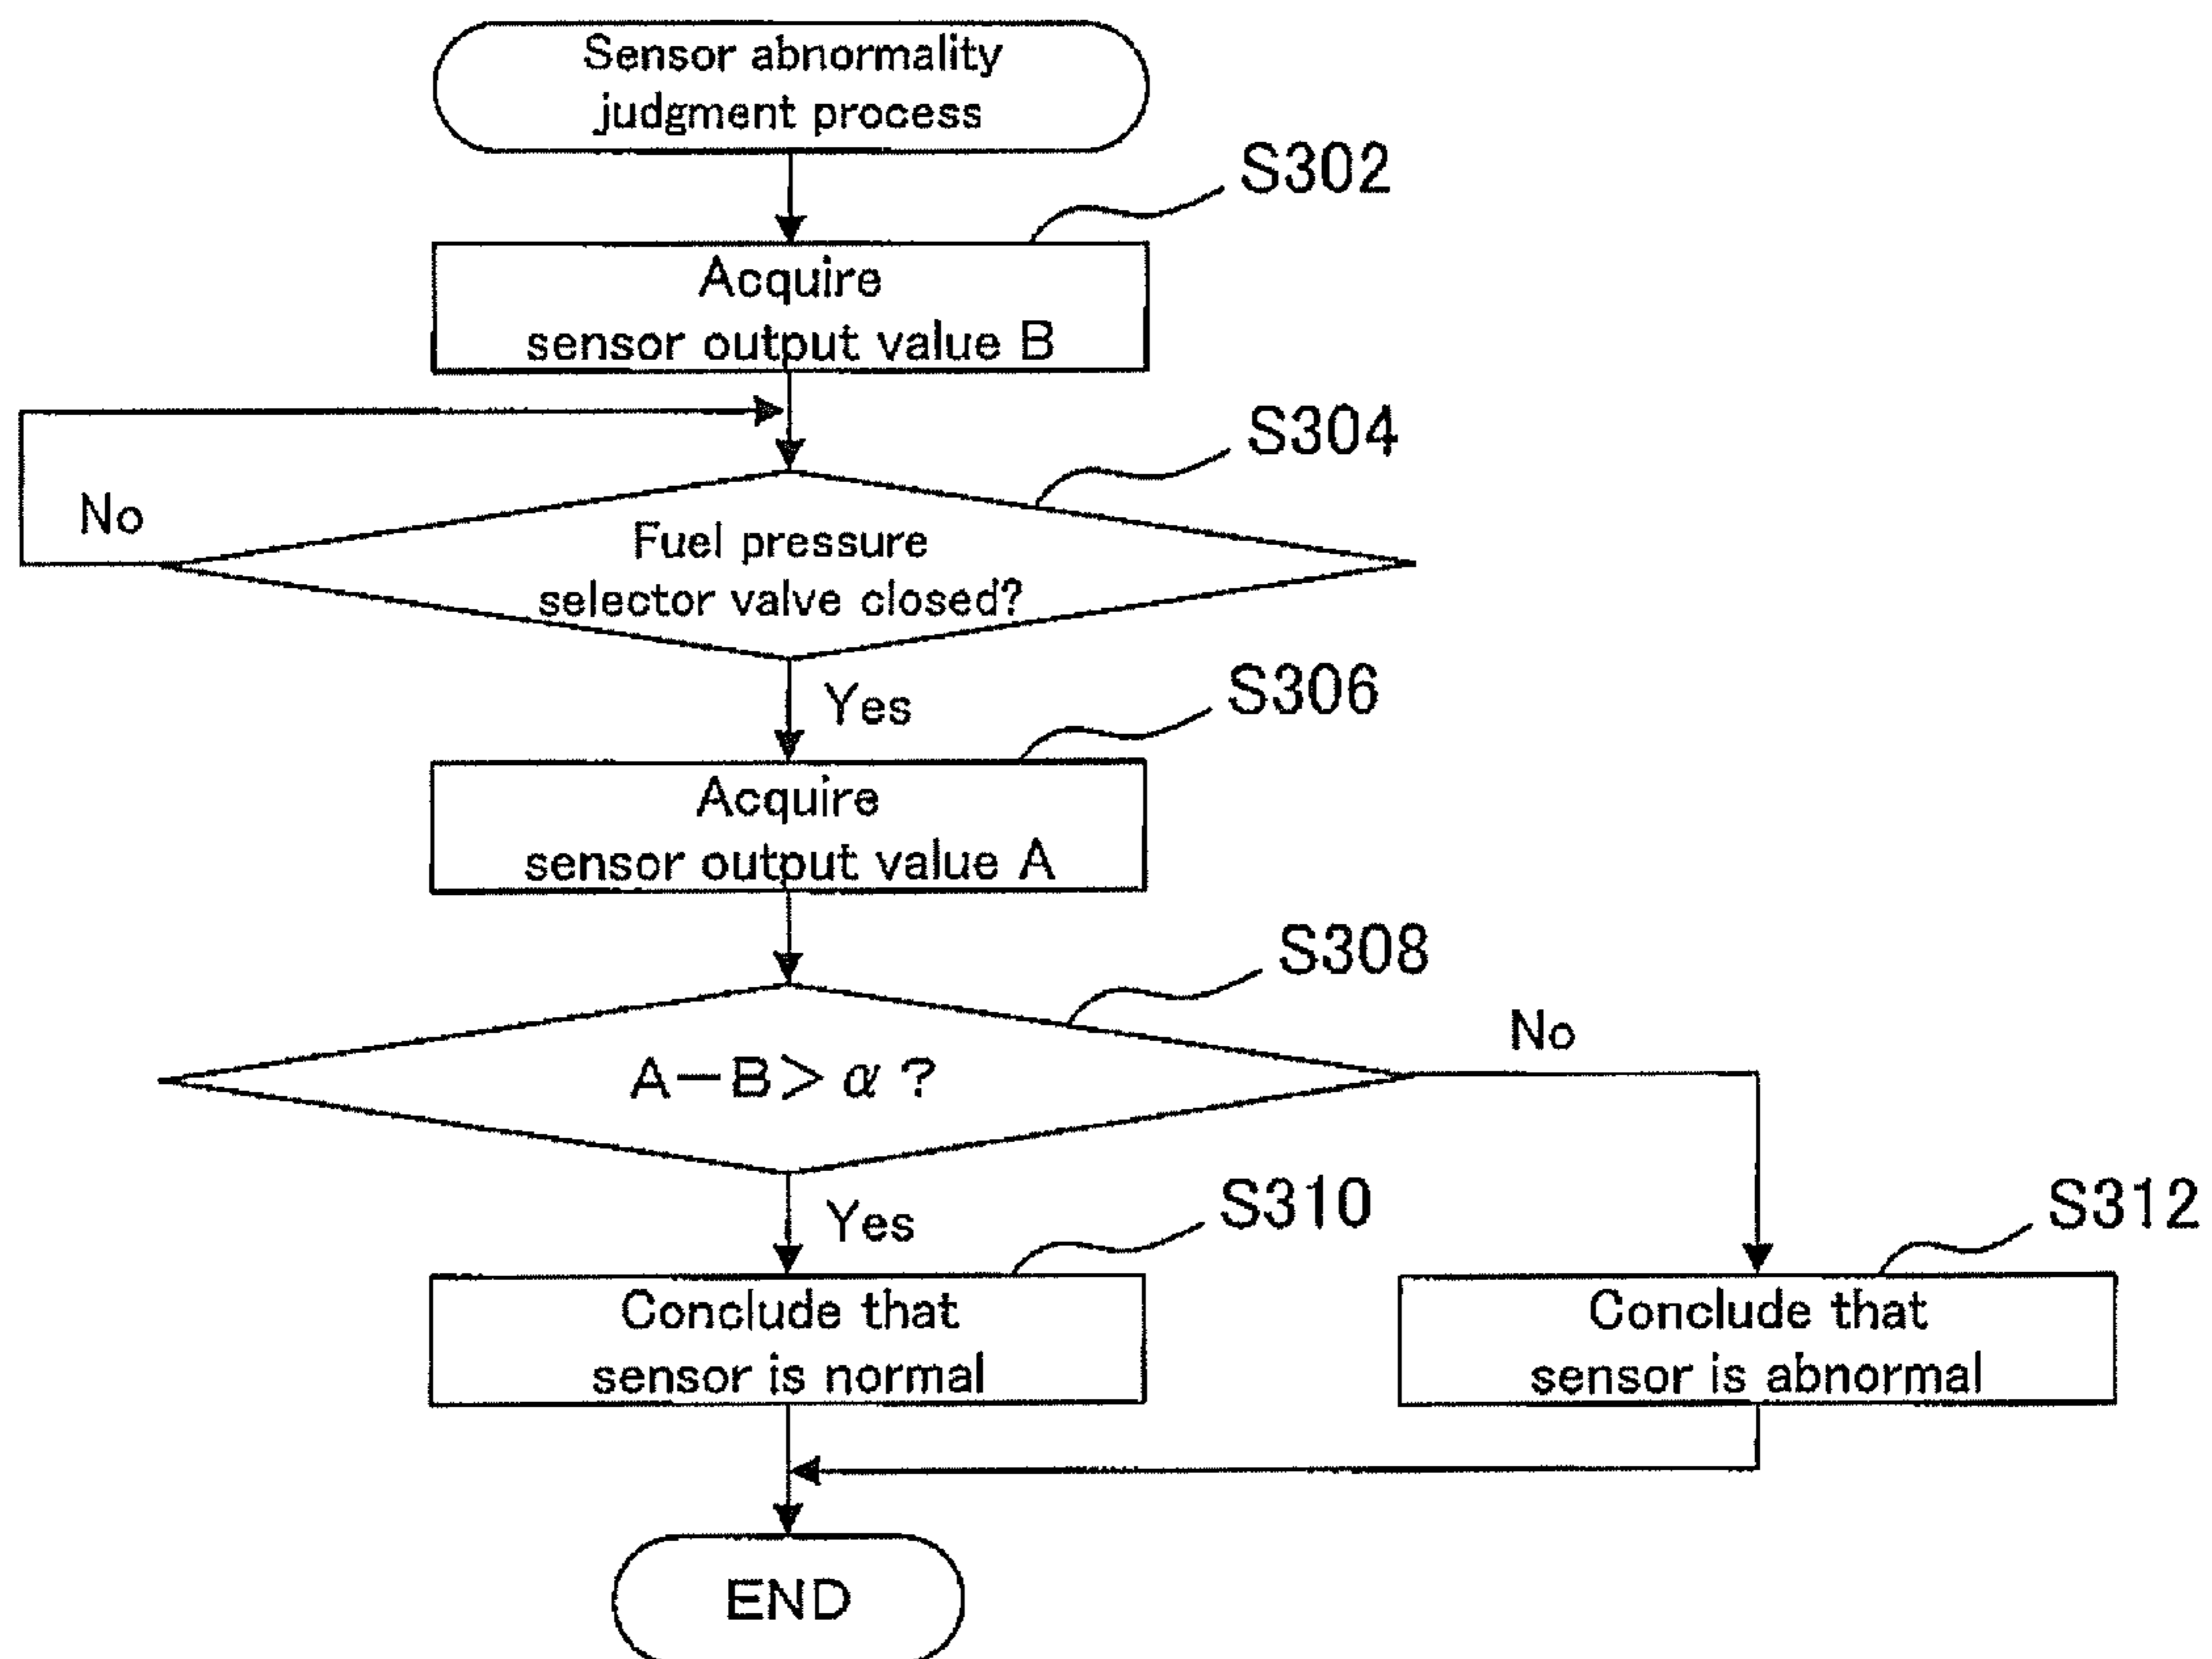 Sensor abnormality
judgment process
S302
Acquire
sensor output value B
S304
No
Fuel pressure
selector valve closed?
Yes
S306
Acquire
sensor output value A
S308
A－B＞α？
No
Yes
S310
S312
Conclude that
sensor is normal
Conclude that
sensor is abnormal
END